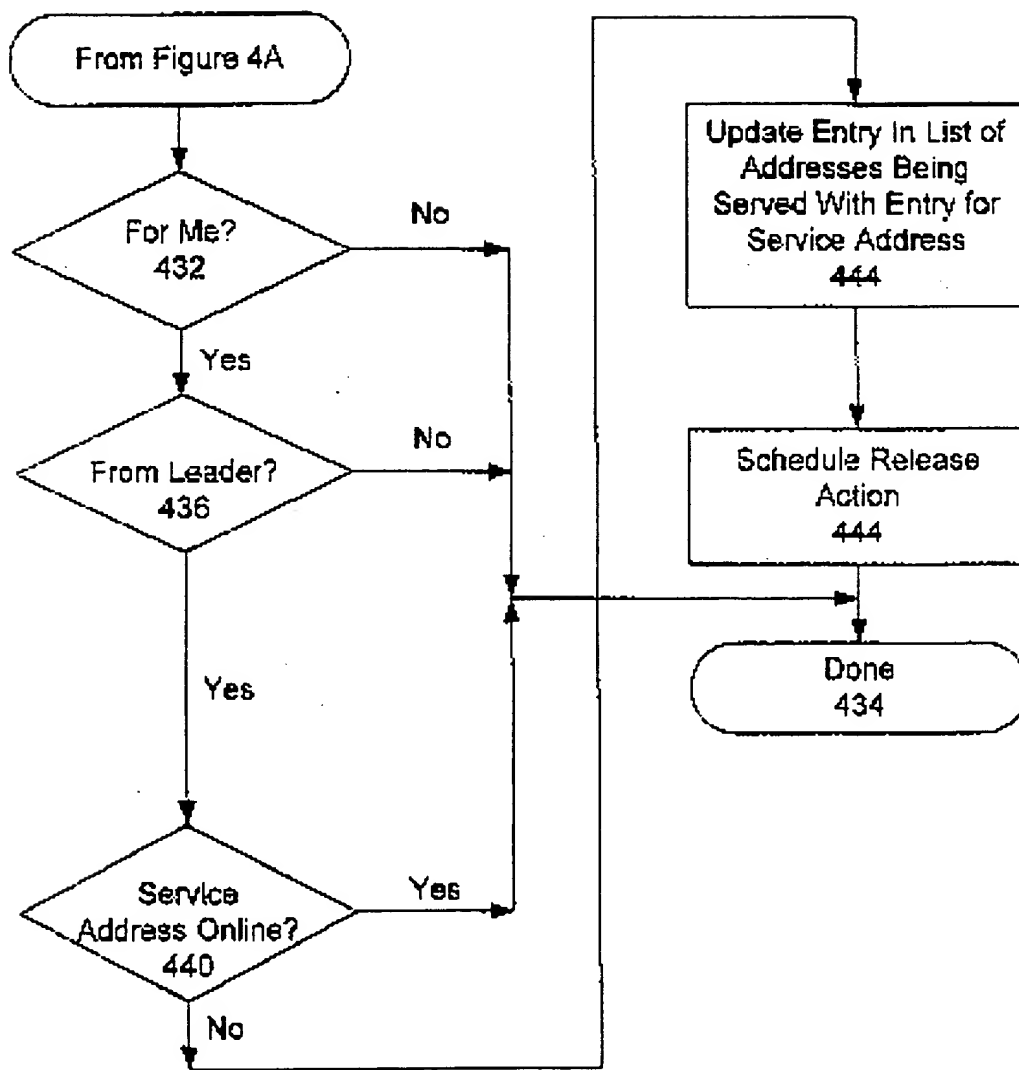 From Figure 4A
For Me?
432
No
Yes
From Leader?
436
No
Yes
Service
Address Online?
440
Yes
No
Update Entry In List of
Addresses Being
Served With Entry for
Service Address
444
Schedule Release
Action
444
Done
434